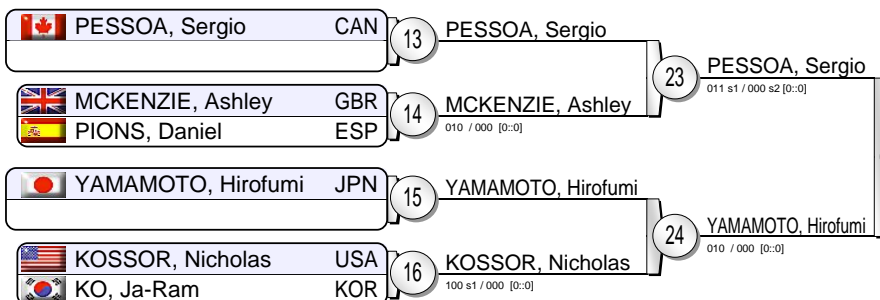 PESSOA, Sergio CAN
13
PESSOA, Sergio
MCKENZIE, Ashley GBR
PIONS, Daniel ESP
14
MCKENZIE, Ashley
010 / 000 [0::0]
23
PESSOA, Sergio
011 s1 / 000 s2 [0::0]
YAMAMOTO, Hirofumi JPN
15
YAMAMOTO, Hirofumi
KOSSOR, Nicholas USA
KO, Ja-Ram KOR
16
KOSSOR, Nicholas
100 s1 / 000 [0::0]
24
YAMAMOTO, Hirofumi
010 / 000 [0::0]